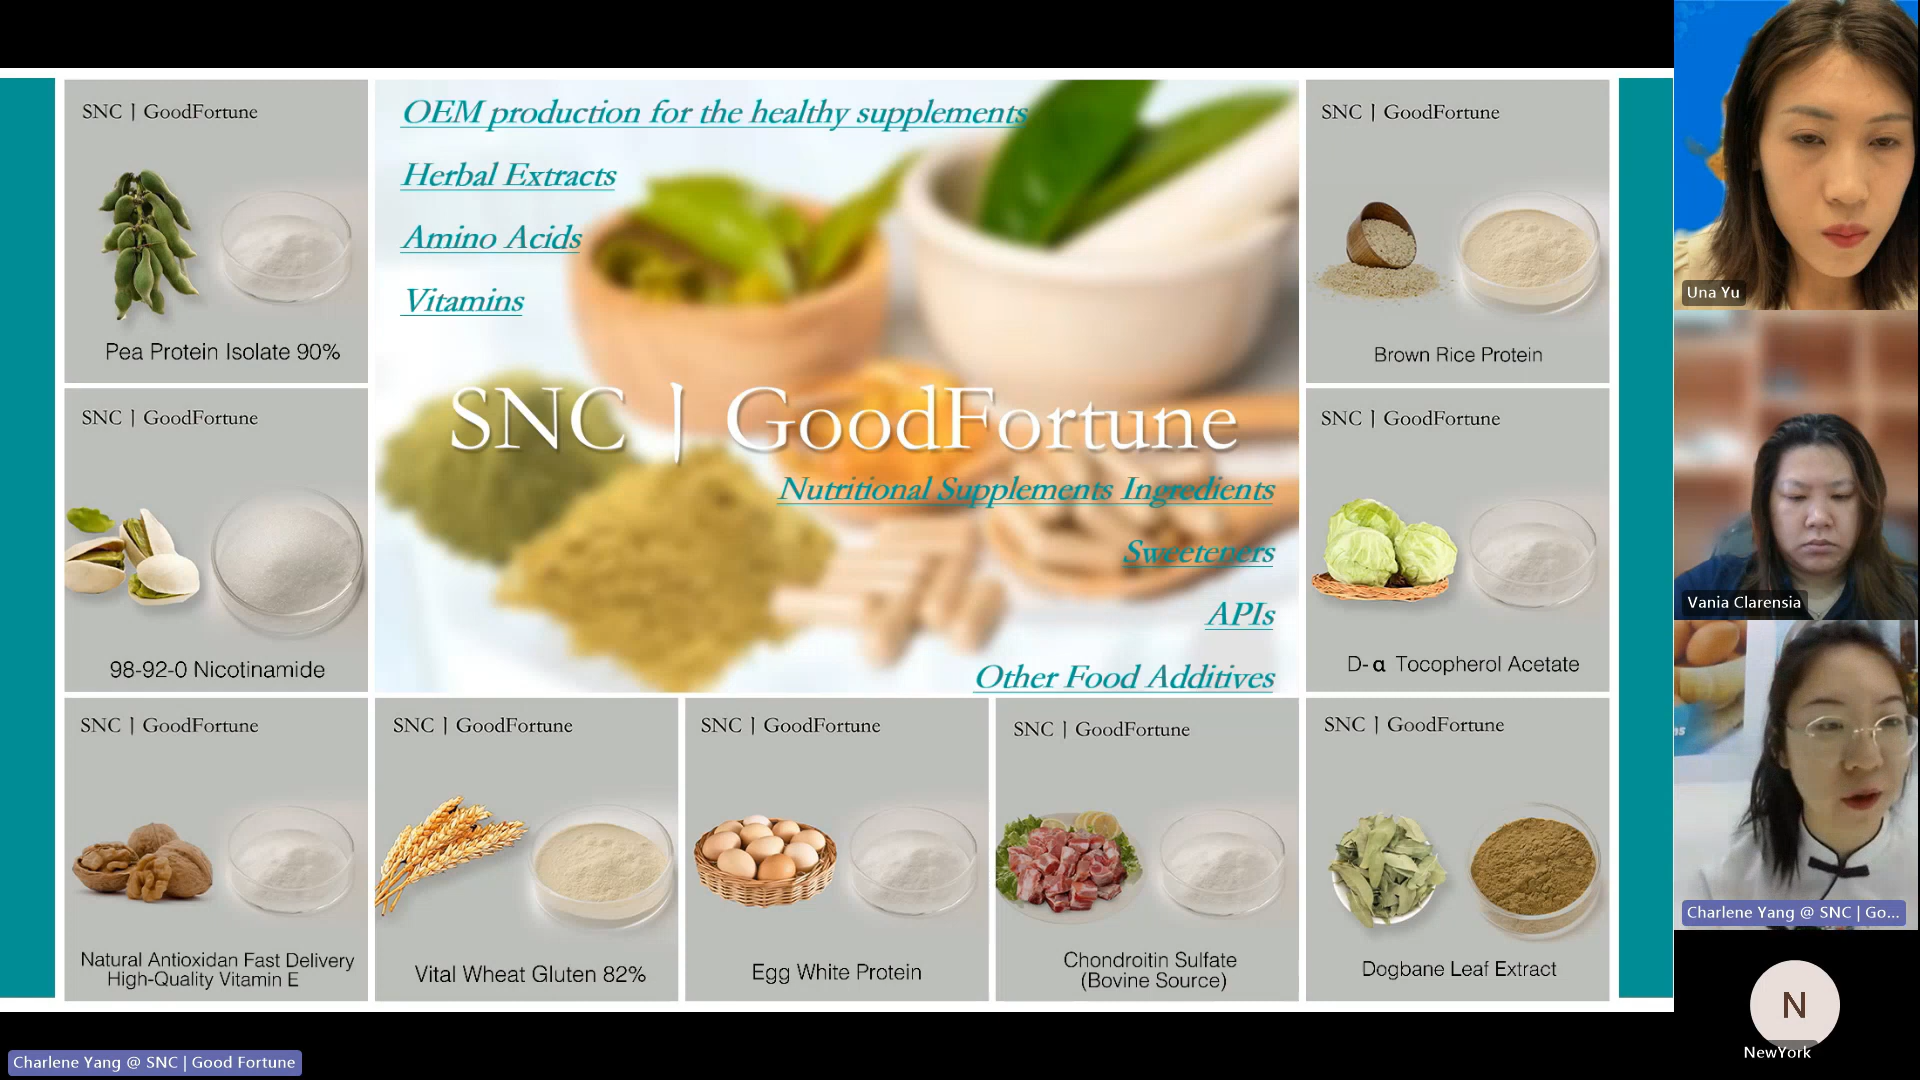 SNC | GoodFortune
Pea Protein Isolate 90%
SNC | GoodFortune
98-92-0 Nicotinamide
OEM production for the healthy supplements
Herbal Extracts
Amino Acids
Vitamins
SNC | GoodFortune
Nutritional Supplements Ingredients
Sweeteners
APIs
Other Food Additives
SNC | GoodFortune
Brown Rice Protein
SNC | GoodFortune
D-α Tocopherol Acetate
SNC | GoodFortune
Natural Antioxidan Fast Delivery
High-Quality Vitamin E
SNC | GoodFortune
Vital Wheat Gluten 82%
SNC | GoodFortune
Egg White Protein
SNC | GoodFortune
Chondroitin Sulfate
(Bovine Source)
SNC | GoodFortune
Dogbane Leaf Extract
Una Yu
Vania Clarensia
Charlene Yang @ SNC | Go...
N
NewYork
Charlene Yang @ SNC | Good Fortune